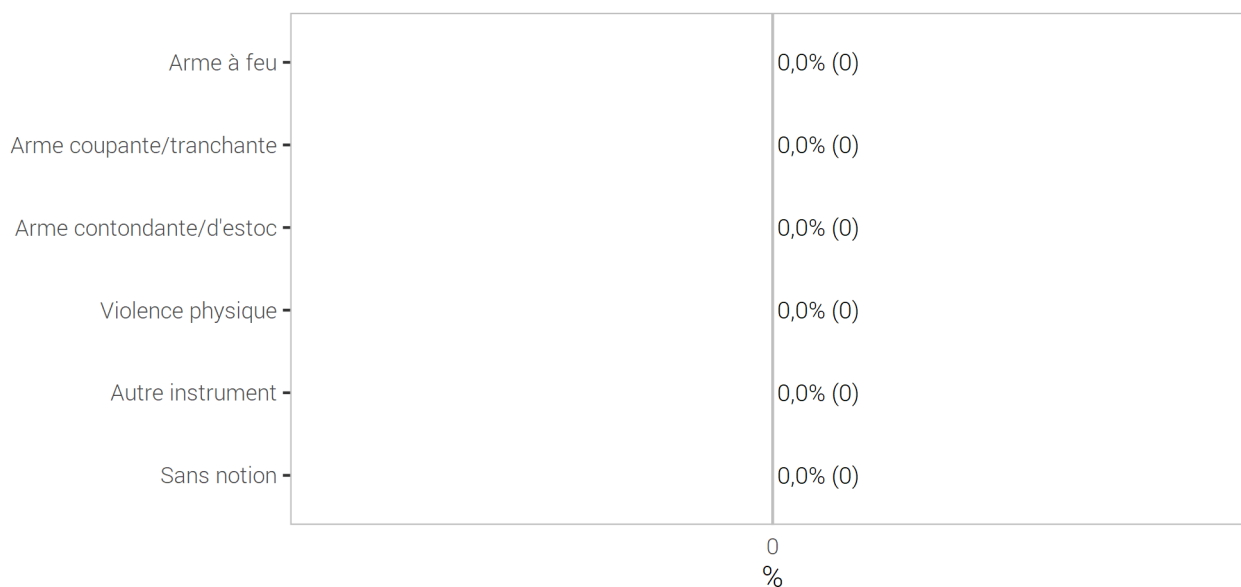 Arme à feu 0,0% (0)
Arme coupante/tranchante 0,0% (0)
Arme contondante/d'estoc 0,0% (0)
Violence physique 0,0% (0)
Autre instrument 0,0% (0)
Sans notion 0,0% (0)
0
%